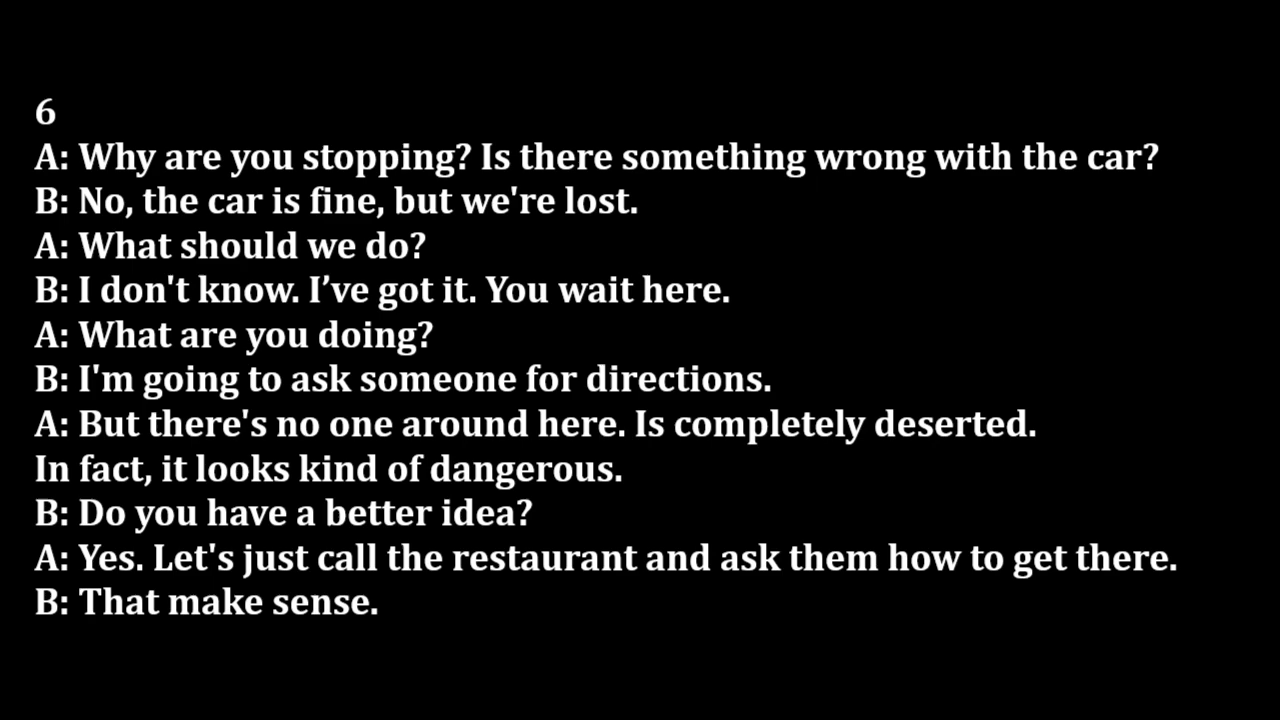 6
A: Why are you stopping? Is there something wrong with the car?
B: No, the car is fine, but we're lost.
A: What should we do?
B: I don't know. I’ve got it. You wait here.
A: What are you doing?
B: I'm going to ask someone for directions.
A: But there's no one around here. Is completely deserted.
In fact, it looks kind of dangerous.
B: Do you have a better idea?
A: Yes. Let's just call the restaurant and ask them how to get there.
B: That make sense.